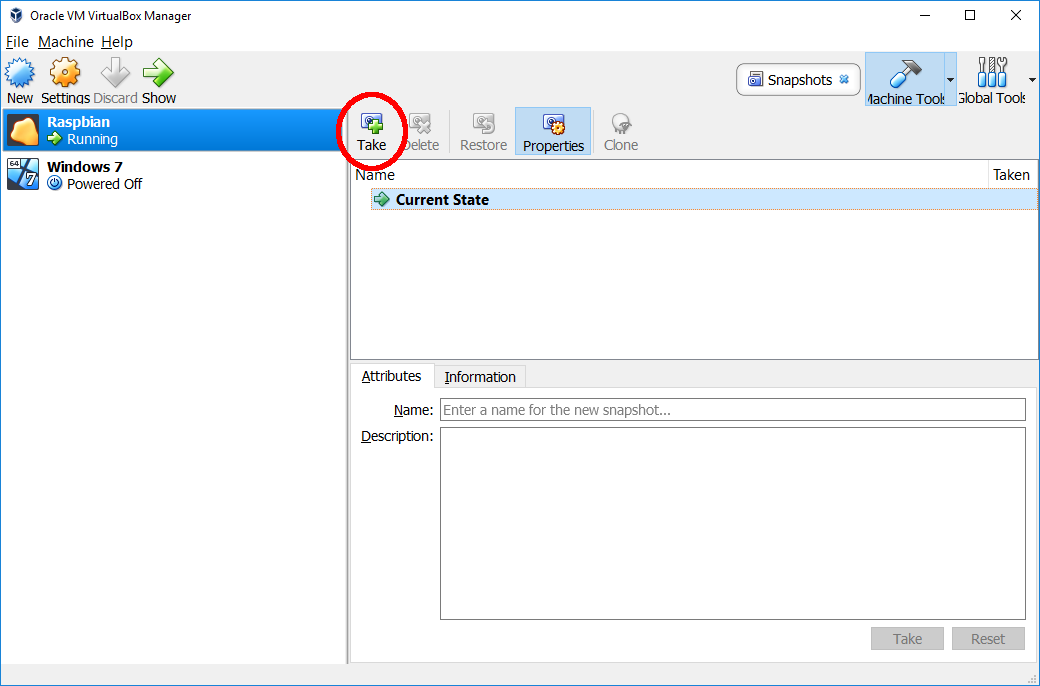 Oracle VM VirtualBox Manager
File Machine Help
New Settings Discard Show
Snapshots
Machine Tools
Global Tools
Raspbian
Running
Windows 7
64
7
Powered Off
Take Delete Restore Properties Clone
Name Taken
Current State
Attributes Information
Name: Enter a name for the new snapshot...
Description:
Take Reset